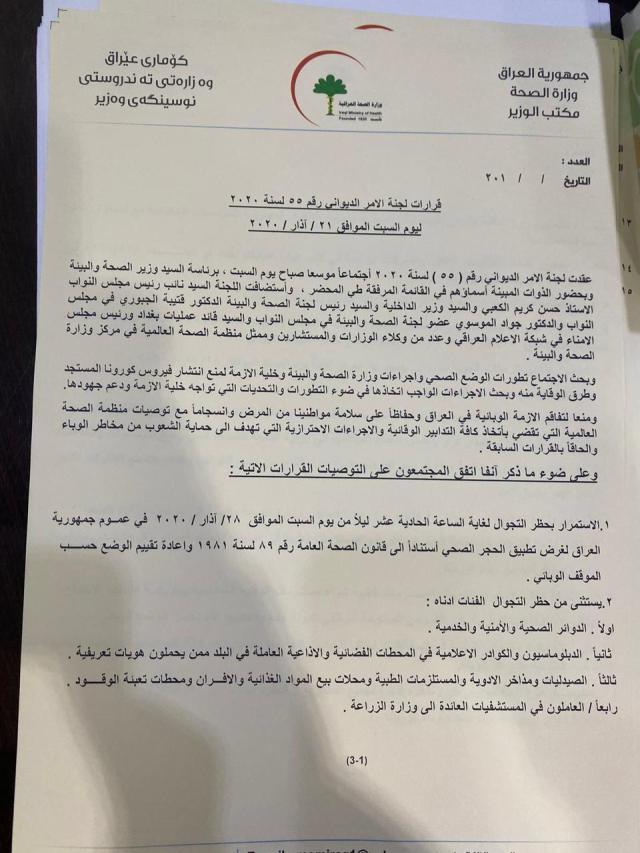 جمهورية العراق
وزارة الصحة
مكتب الوزير
كۆماری عێراق
وەزارەتی تەندروستی
نوسینگەی وەزیر
وزارة الصحة العراقية
Iraqi Ministry of Health
Founded 1920 تأسست
العدد :
التاريخ / / ٢٠١
قرارات لجنة الامر الديواني رقم ٥٥ لسنة ٢٠٢٠
ليوم السبت الموافق ٢١ / آذار / ٢٠٢٠
عقدت لجنة الامر الديواني رقم ( ٥٥ ) لسنة ٢٠٢٠ أجتماعاً موسعا صباح يوم السبت ، برئاسة السيد وزير الصحة والبيئة
وبحضور الذوات المبينة أسماؤهم في القائمة المرفقة طي المحضر ، وأستضافت اللجنة السيد نائب رئيس مجلس النواب
الاستاذ حسن كريم الكعبي والسيد وزير الداخلية والسيد رئيس لجنة الصحة والبيئة الدكتور قتيبة الجبوري في مجلس
النواب والدكتور جواد الموسوي عضو لجنة الصحة والبيئة في مجلس النواب والسيد قائد عمليات بغداد ورئيس مجلس
الامناء في شبكة الاعلام العراقي وعدد من وكلاء الوزارات والمستشارين وممثل منظمة الصحة العالمية في مركز وزارة
الصحة والبيئة .
وبحث الاجتماع تطورات الوضع الصحي واجراءات وزارة الصحة والبيئة وخلية الازمة لمنع انتشار فيروس كورونا المستجد
وطرق الوقاية منه وبحث الاجراءات الواجب اتخاذها في ضوء التطورات والتحديات التي تواجه خلية الازمة ودعم جهودها.
ومنعا لتفاقم الازمة الوبائية في العراق وحفاظاً على سلامة مواطنينا من المرض وانسجاماً مع توصيات منظمة الصحة
العالمية التي تقضي بأتخاذ كافة التدابير الوقائية والاجراءات الاحترازية التي تهدف الى حماية الشعوب من مخاطر الوباء
والحاقاً بالقرارات السابقة .
وعلى ضوء ما ذكر آنفا اتفق المجتمعون على التوصيات القرارات الاتية :
١.الاستمرار بحظر التجوال لغاية الساعة الحادية عشر ليلاً من يوم السبت الموافق ٢٨/ آذار / ٢٠٢٠ في عموم جمهورية
العراق لغرض تطبيق الحجر الصحي أستناداً الى قانون الصحة العامة رقم ٨٩ لسنة ١٩٨١ واعادة تقييم الوضع حسب
الموقف الوبائي .
٢.يستثنى من حظر التجوال الفئات ادناه :
اولاً . الدوائر الصحية والأمنية والخدمية .
ثانياً . الدبلوماسيون والكوادر الاعلامية في المحطات الفضائية والاذاعية العاملة في البلد ممن يحملون هويات تعريفية .
ثالثاً . الصيدليات ومذاخر الادوية والمستلزمات الطبية ومحلات بيع المواد الغذائية والافران ومحطات تعبئة الوقود .
رابعاً / العاملون في المستشفيات العائدة الى وزارة الزراعة .
(3-1)
١٣
١٤
١٥